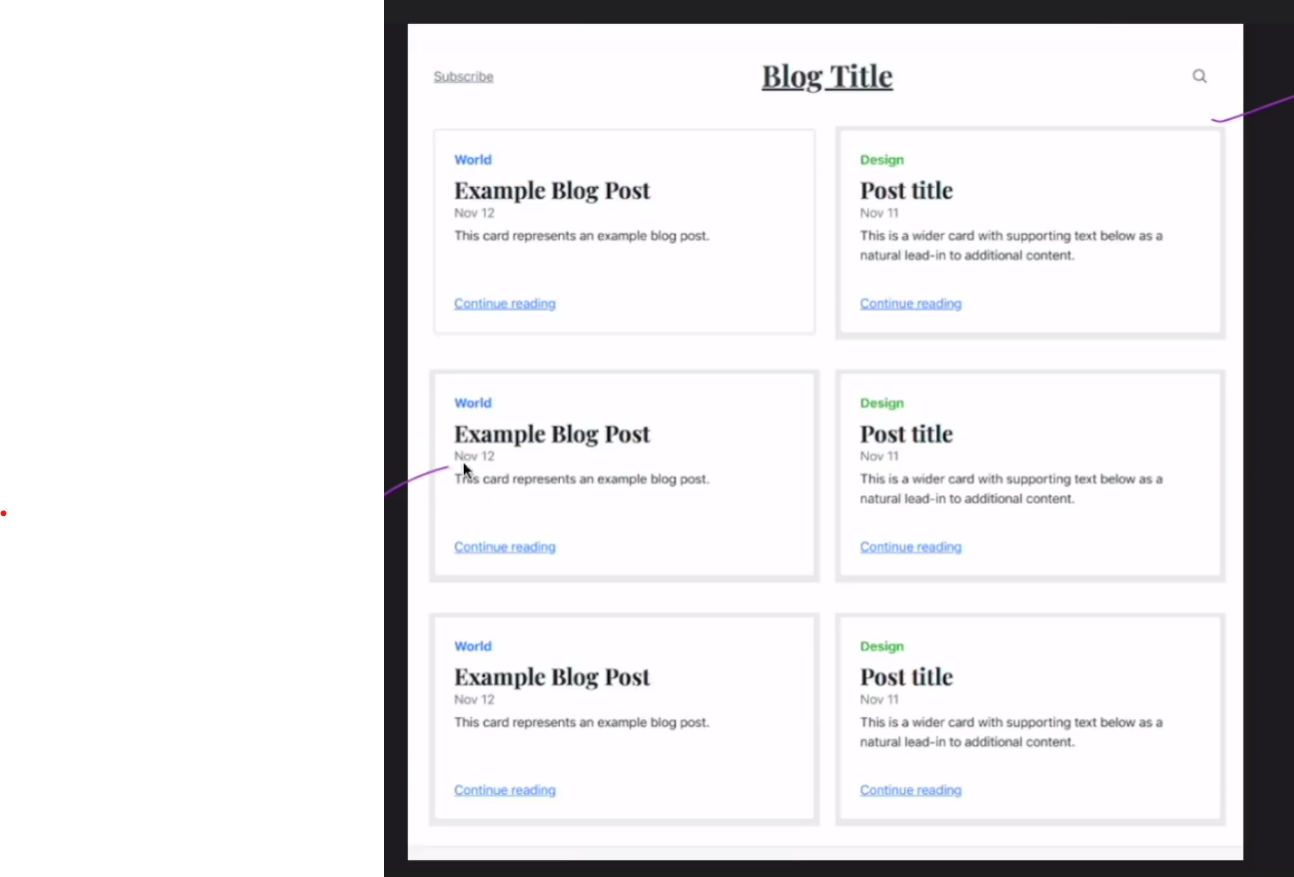 Subscribe
Blog Title
World
Example Blog Post
Nov 12
This card represents an example blog post.
Continue reading
Design
Post title
Nov 11
This is a wider card with supporting text below as a
natural lead-in to additional content.
Continue reading
World
Example Blog Post
Nov 12
This card represents an example blog post.
Continue reading
Design
Post title
Nov 11
This is a wider card with supporting text below as a
natural lead-in to additional content.
Continue reading
World
Example Blog Post
Nov 12
This card represents an example blog post.
Continue reading
Design
Post title
Nov 11
This is a wider card with supporting text below as a
natural lead-in to additional content.
Continue reading